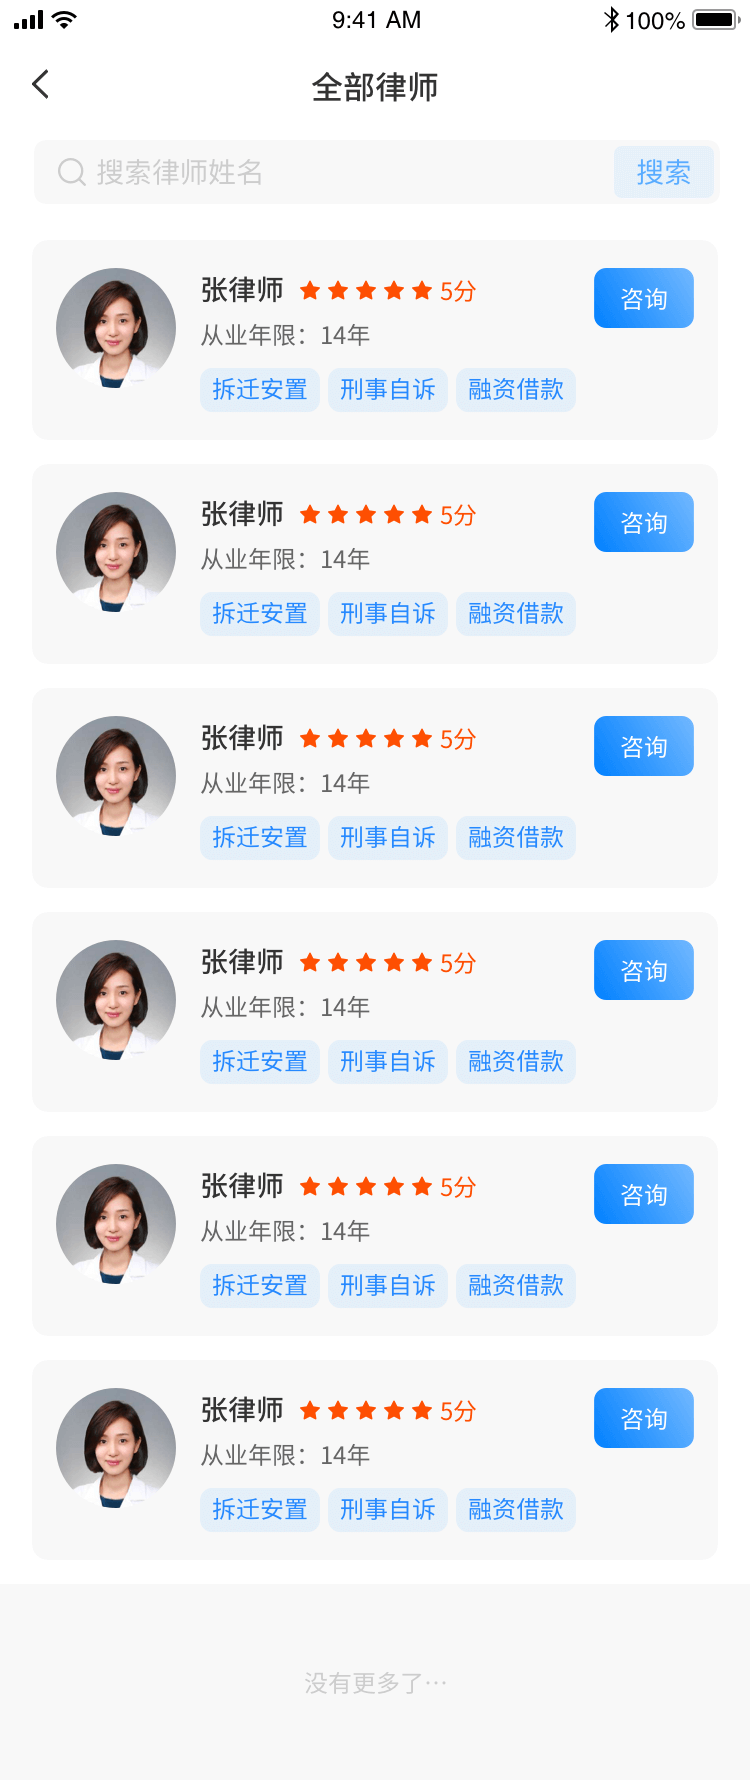 9:41 AM 100%
全部律师
搜索律师姓名 搜索
张律师 5分 咨询
从业年限：14年
拆迁安置 刑事自诉 融资借款
张律师 5分 咨询
从业年限：14年
拆迁安置 刑事自诉 融资借款
张律师 5分 咨询
从业年限：14年
拆迁安置 刑事自诉 融资借款
张律师 5分 咨询
从业年限：14年
拆迁安置 刑事自诉 融资借款
张律师 5分 咨询
从业年限：14年
拆迁安置 刑事自诉 融资借款
张律师 5分 咨询
从业年限：14年
拆迁安置 刑事自诉 融资借款
没有更多了…